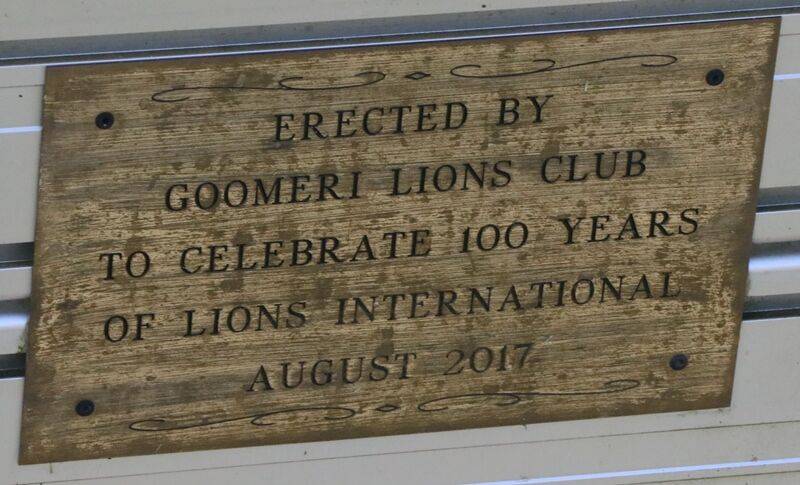 ERECTED BY
GOOMERI LIONS CLUB
TO CELEBRATE 100 YEARS
OF LIONS INTERNATIONAL
AUGUST 2017